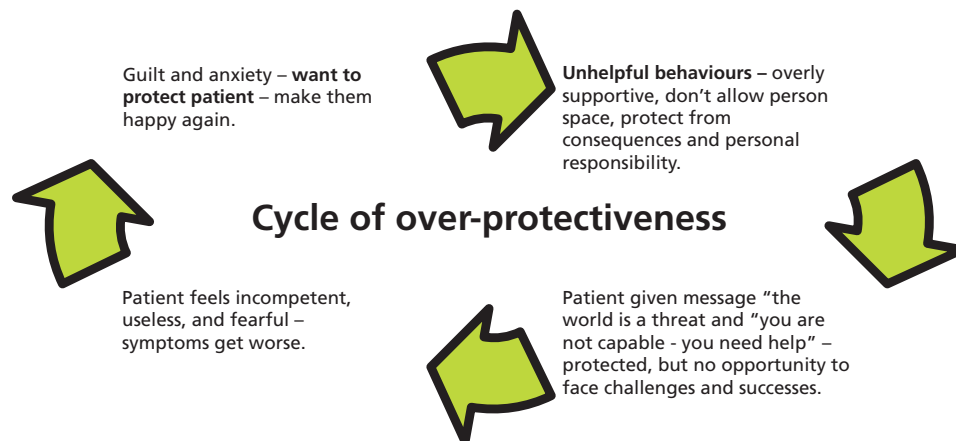 Guilt and anxiety – want to
protect patient – make them
happy again.
Unhelpful behaviours – overly
supportive, don't allow person
space, protect from
consequences and personal
responsibility.
Cycle of over-protectiveness
Patient feels incompetent,
useless, and fearful –
symptoms get worse.
Patient given message “the
world is a threat and “you are
not capable - you need help” –
protected, but no opportunity to
face challenges and successes.